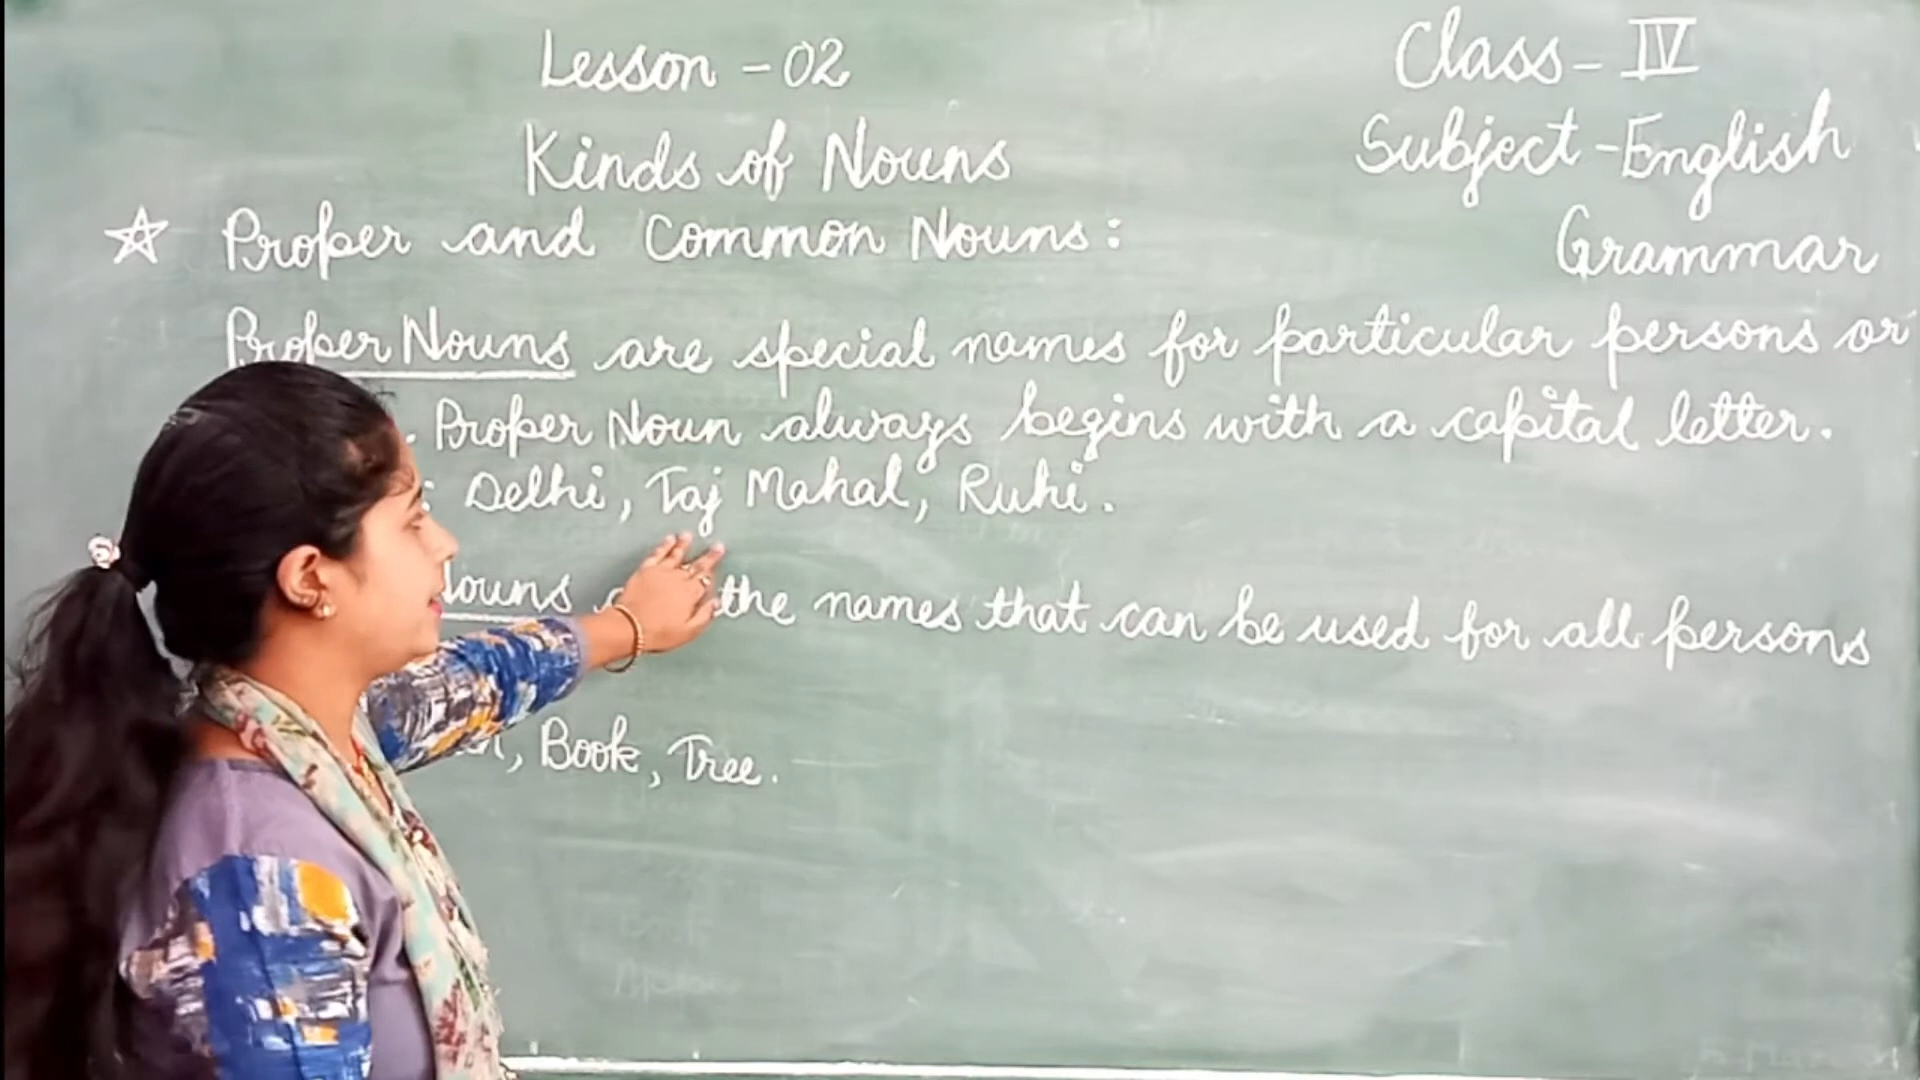 Lesson - 02
Class - IV
Kinds of Nouns
Subject - English
Grammar
☆ Proper and Common Nouns:
Proper Nouns are special names for particular persons or
. Proper Noun always begins with a capital letter.
: Delhi, Taj Mahal, Ruhi.
Nouns the names that can be used for all persons
, Book, Tree.